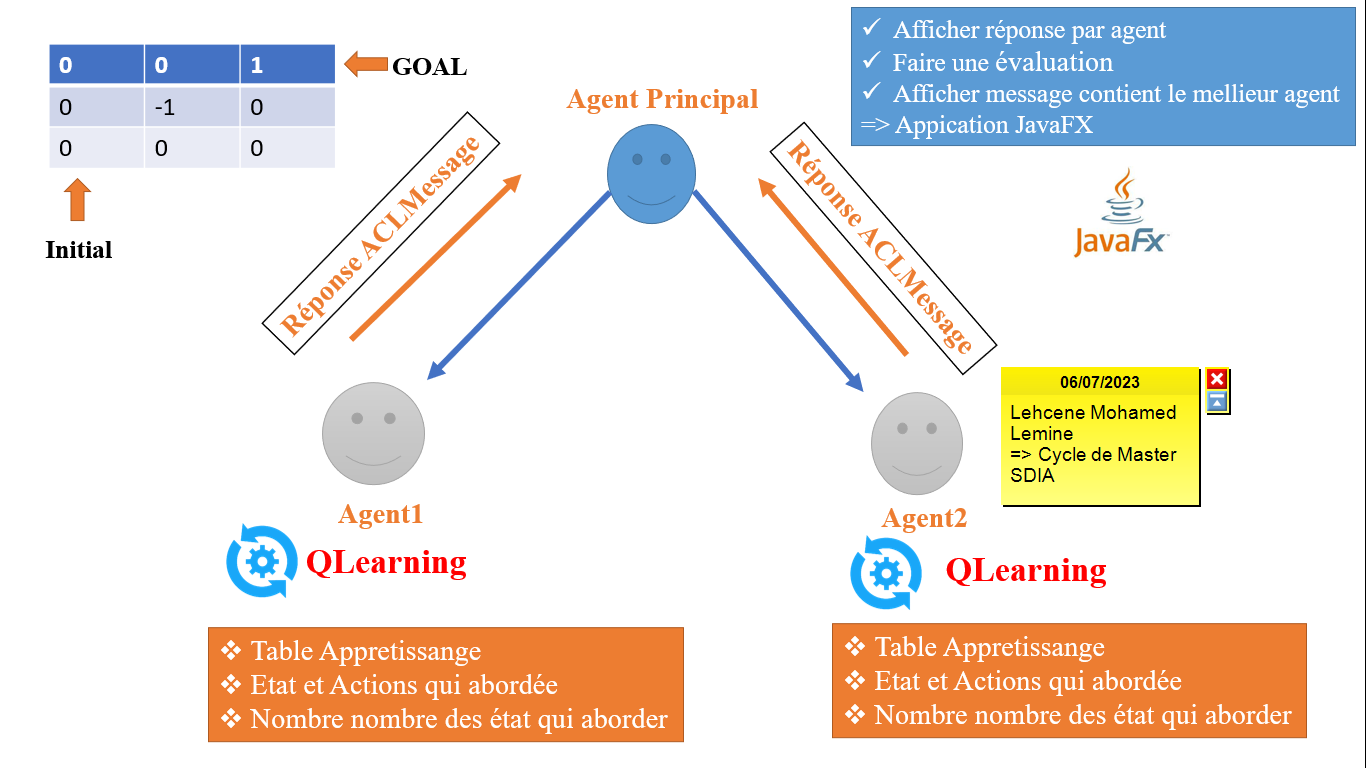 0 0 1
GOAL
0 -1 0
0 0 0
Initial
Agent Principal
✓ Afficher réponse par agent
✓ Faire une évaluation
✓ Afficher message contient le mellieur agent
=> Appication JavaFX
Réponse ACLMessage
Réponse ACLMessage
JavaFx
06/07/2023
Lehcene Mohamed
Lemine
=> Cycle de Master
SDIA
Agent1
QLearning
Agent2
QLearning
❖ Table Appretissange
❖ Etat et Actions qui abordée
❖ Nombre nombre des état qui aborder
❖ Table Appretissange
❖ Etat et Actions qui abordée
❖ Nombre nombre des état qui aborder